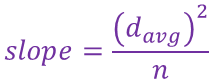 slope = (d_avg)^2 / n